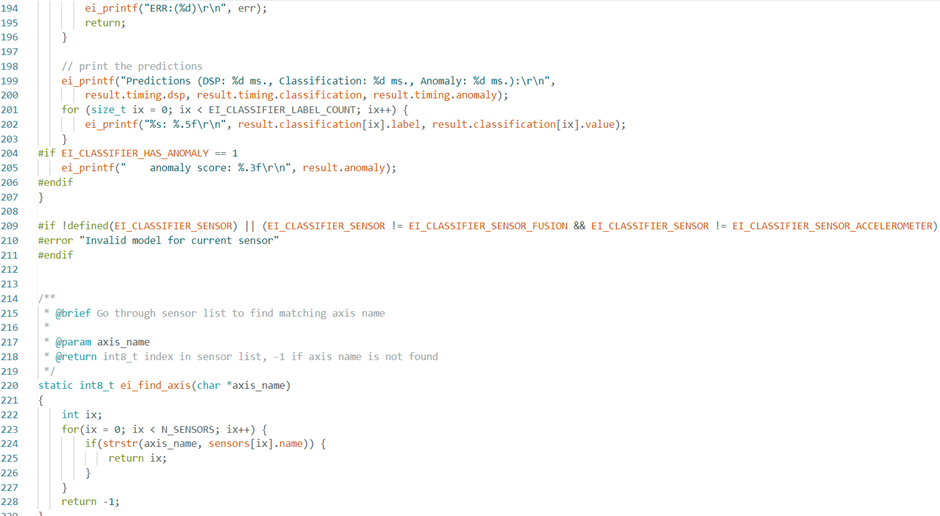 194 ei_printf("ERR:(%d)\r\n", err);
195 return;
196 }
197
198 // print the predictions
199 ei_printf("Predictions (DSP: %d ms., Classification: %d ms., Anomaly: %d ms.):\r\n",
200 result.timing.dsp, result.timing.classification, result.timing.anomaly);
201 for (size_t ix = 0; ix < EI_CLASSIFIER_LABEL_COUNT; ix++) {
202 ei_printf("%s: %.5f\r\n", result.classification[ix].label, result.classification[ix].value);
203 }
204 #if EI_CLASSIFIER_HAS_ANOMALY == 1
205 ei_printf("    anomaly score: %.3f\r\n", result.anomaly);
206 #endif
207 }
208
209 #if !defined(EI_CLASSIFIER_SENSOR) || (EI_CLASSIFIER_SENSOR != EI_CLASSIFIER_SENSOR_FUSION && EI_CLASSIFIER_SENSOR != EI_CLASSIFIER_SENSOR_ACCELEROMETER)
210 #error "Invalid model for current sensor"
211 #endif
212
213
214 /**
215 * @brief Go through sensor list to find matching axis name
216 *
217 * @param axis_name
218 * @return int8_t index in sensor list, -1 if axis name is not found
219 */
220 static int8_t ei_find_axis(char *axis_name)
221 {
222 int ix;
223 for(ix = 0; ix < N_SENSORS; ix++) {
224 if(strstr(axis_name, sensors[ix].name)) {
225 return ix;
226 }
227 }
228 return -1;